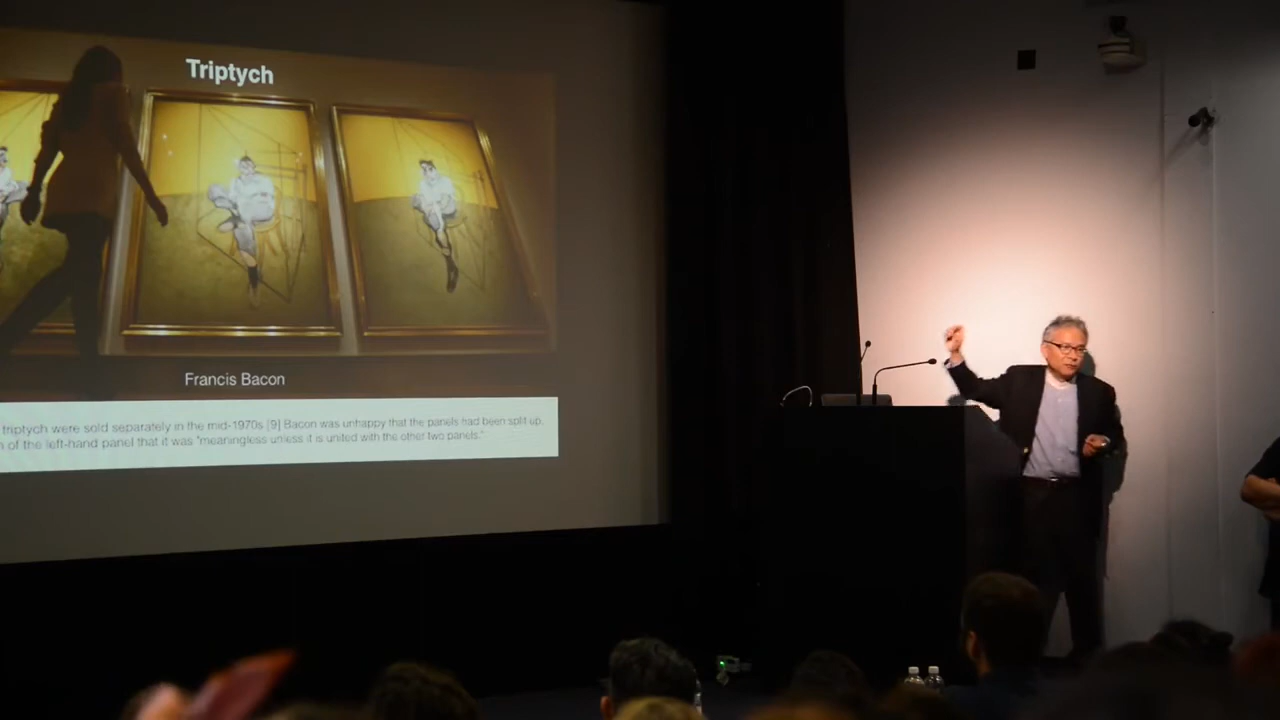 Triptych
Francis Bacon
triptych were sold separately in the mid-1970s [9] Bacon was unhappy that the panels had been split up,
of the left-hand panel that it was "meaningless unless it is united with the other two panels."